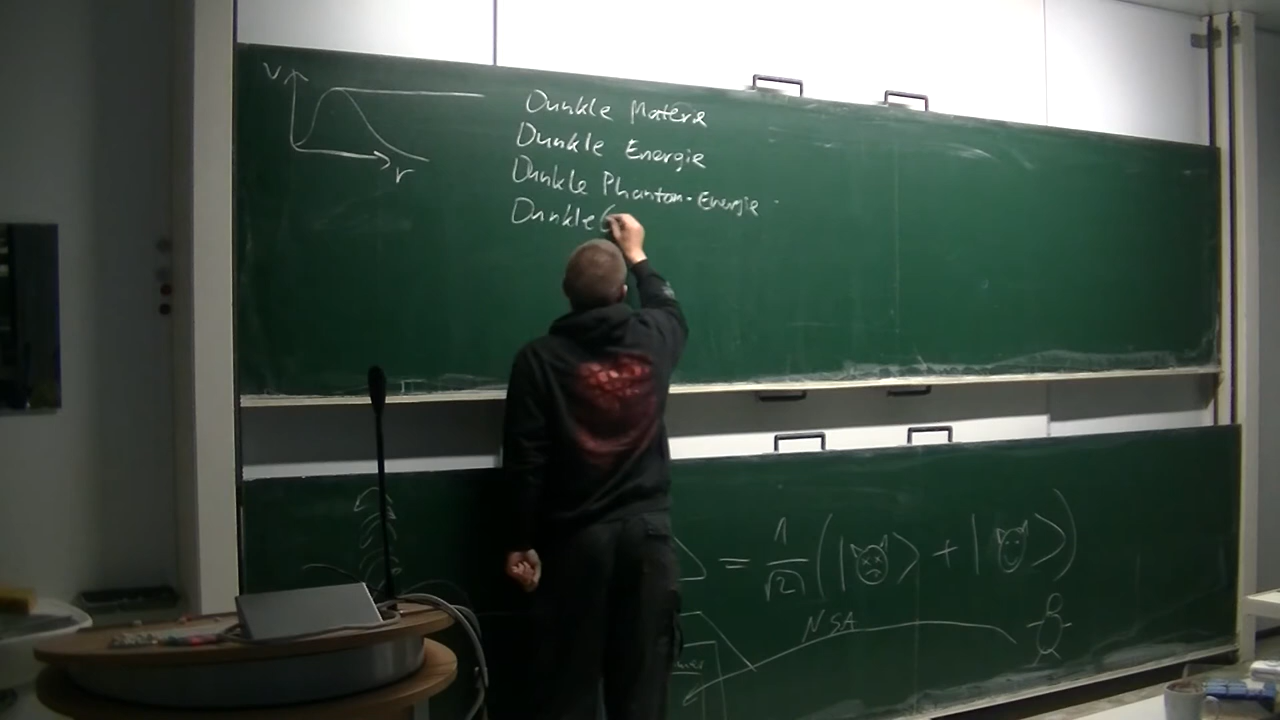 V
r
Dunkle Materie
Dunkle Energie
Dunkle Phantom-Energie
Dunkle
= 1/√2 (| ⟩ + | ⟩)
NSA